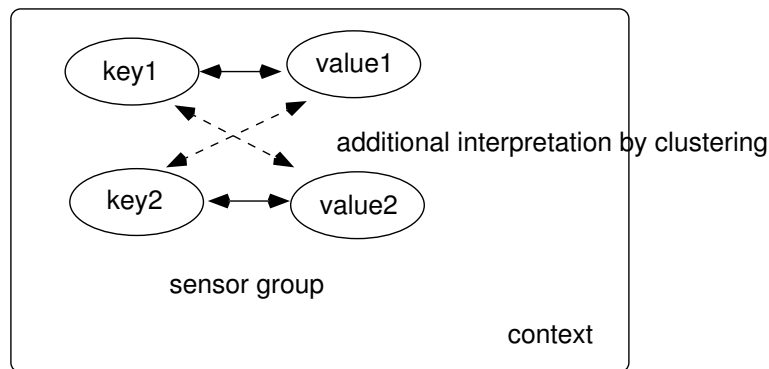 key1
value1
additional interpretation by clustering
key2
value2
sensor group
context